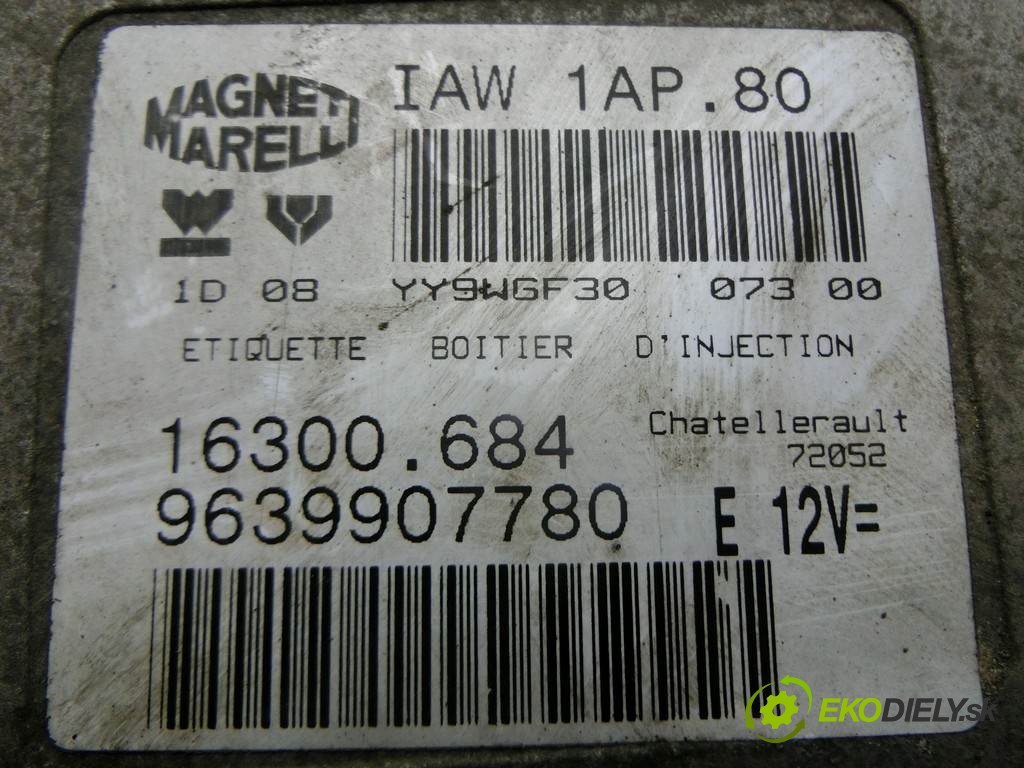 MAGNETI MARELLI
IAW 1AP.80
1D 08 YY9WGF30 073 00
ETIQUETTE BOITIER D'INJECTION
16300.684
Chatellerault
72052
9639907780
E 12V=
EKODIELY.sk